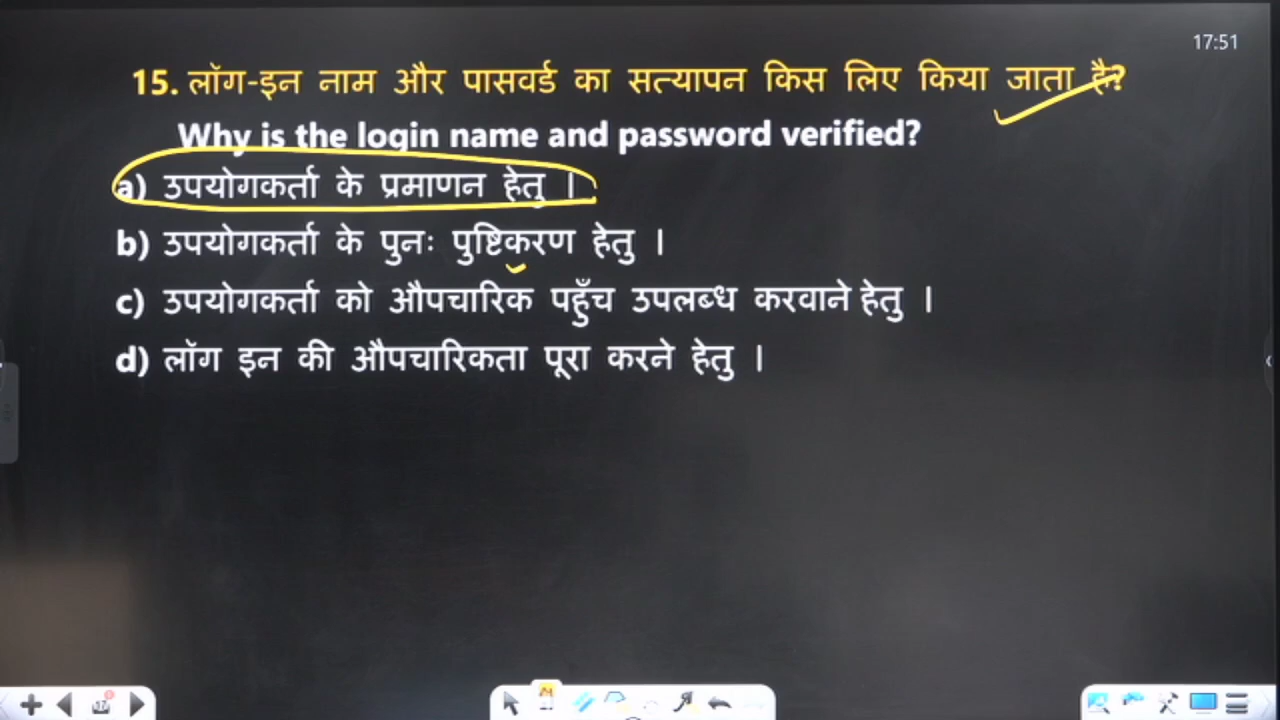 17:51
15. लॉग-इन नाम और पासवर्ड का सत्यापन किस लिए किया जाता है?
Why is the login name and password verified?
a) उपयोगकर्ता के प्रमाणन हेतु ।
b) उपयोगकर्ता के पुनः पुष्टिकरण हेतु ।
c) उपयोगकर्ता को औपचारिक पहुँच उपलब्ध करवाने हेतु ।
d) लॉग इन की औपचारिकता पूरा करने हेतु ।